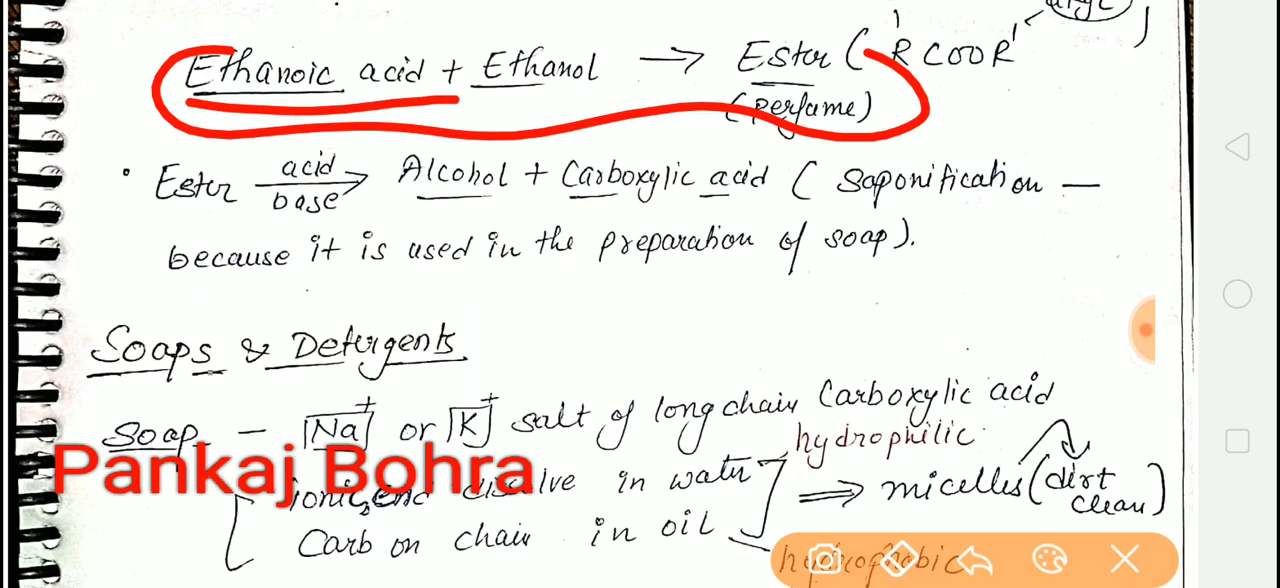 Ethanoic acid + Ethanol → Ester ( R COOR'
(perfume)
• Ester acid/base → Alcohol + Carboxylic acid ( Saponification —
because it is used in the preparation of soap).
Soaps & Detergents
Soap — Na⁺ or K⁺ salt of long chain Carboxylic acid
hydrophilic
Pankaj Bohra
ionic end dissolve in water ⇒ micelles (dirt clean)
Carbon chain in oil
hydrophobic